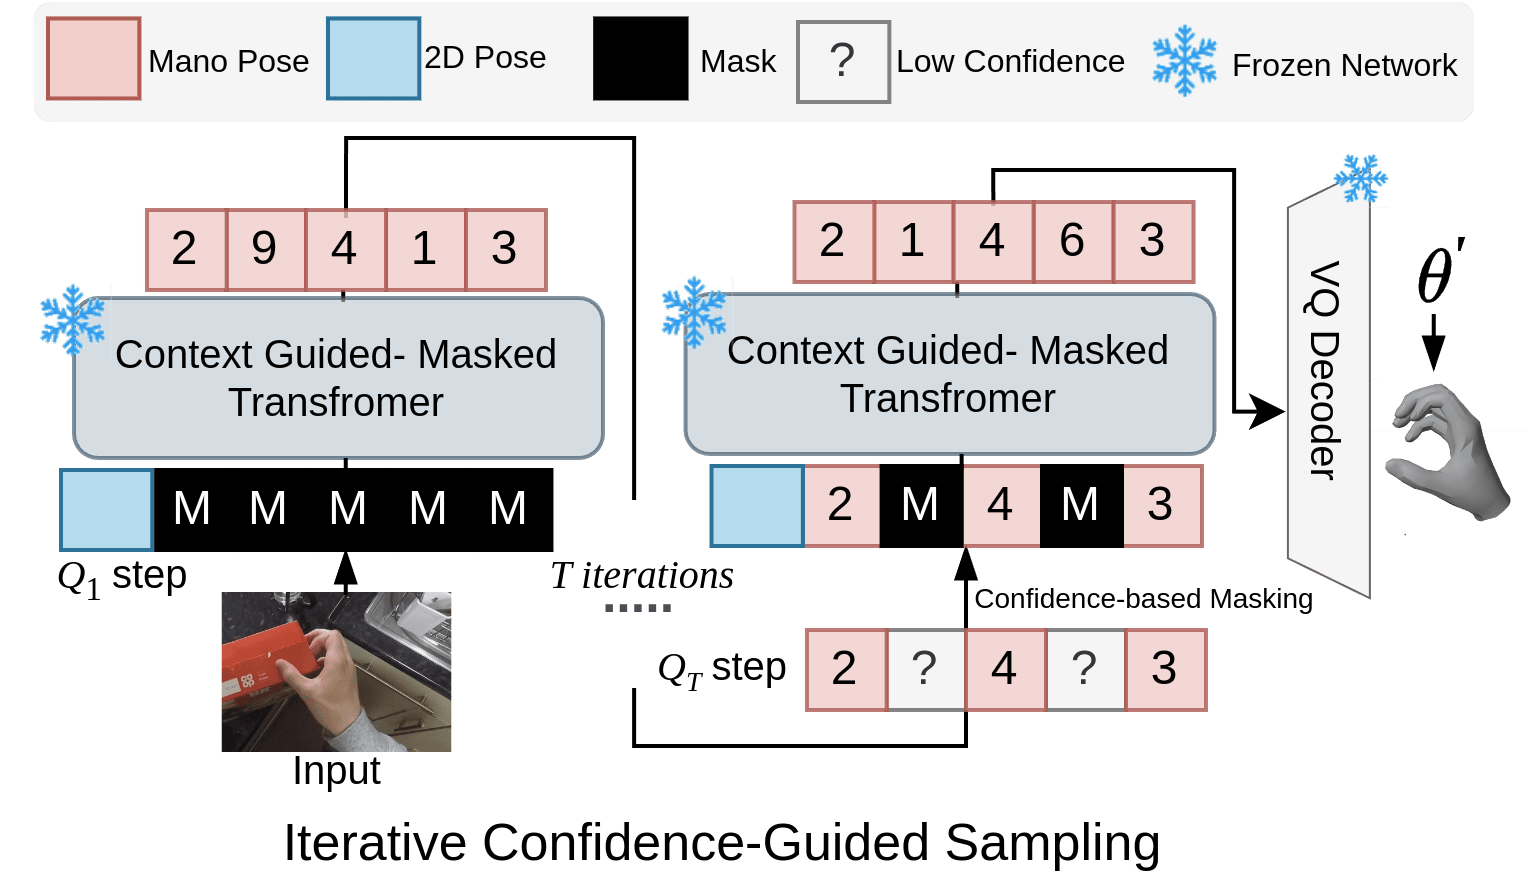 Mano Pose
2D Pose
Mask
?
Low Confidence
Frozen Network
2 9 4 1 3
Context Guided- Masked
Transfromer
M M M M M
Q1 step
Input
T iterations
.....
2 1 4 6 3
Context Guided- Masked
Transfromer
2 M 4 M 3
Confidence-based Masking
QT step
2 ? 4 ? 3
VQ Decoder
θ′
Iterative Confidence-Guided Sampling